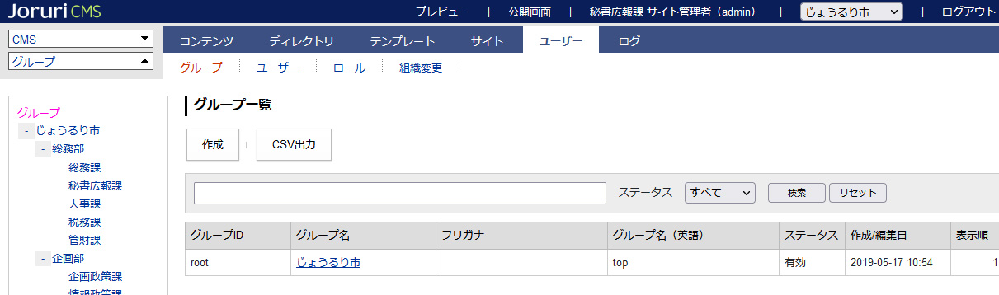 Joruri CMS プレビュー | 公開画面 | 秘書広報課 サイト管理者（admin） | じょうるり市 | ログアウト
CMS
グループ
コンテンツ ディレクトリ テンプレート サイト ユーザー ログ
グループ ユーザー ロール 組織変更
グループ
- じょうるり市
- 総務部
総務課
秘書広報課
人事課
税務課
管財課
- 企画部
企画政策課
情報政策課
グループ一覧
作成 CSV出力
ステータス すべて 検索 リセット
グループID グループ名 フリガナ グループ名（英語） ステータス 作成/編集日 表示順
root じょうるり市 top 有効 2019-05-17 10:54 1